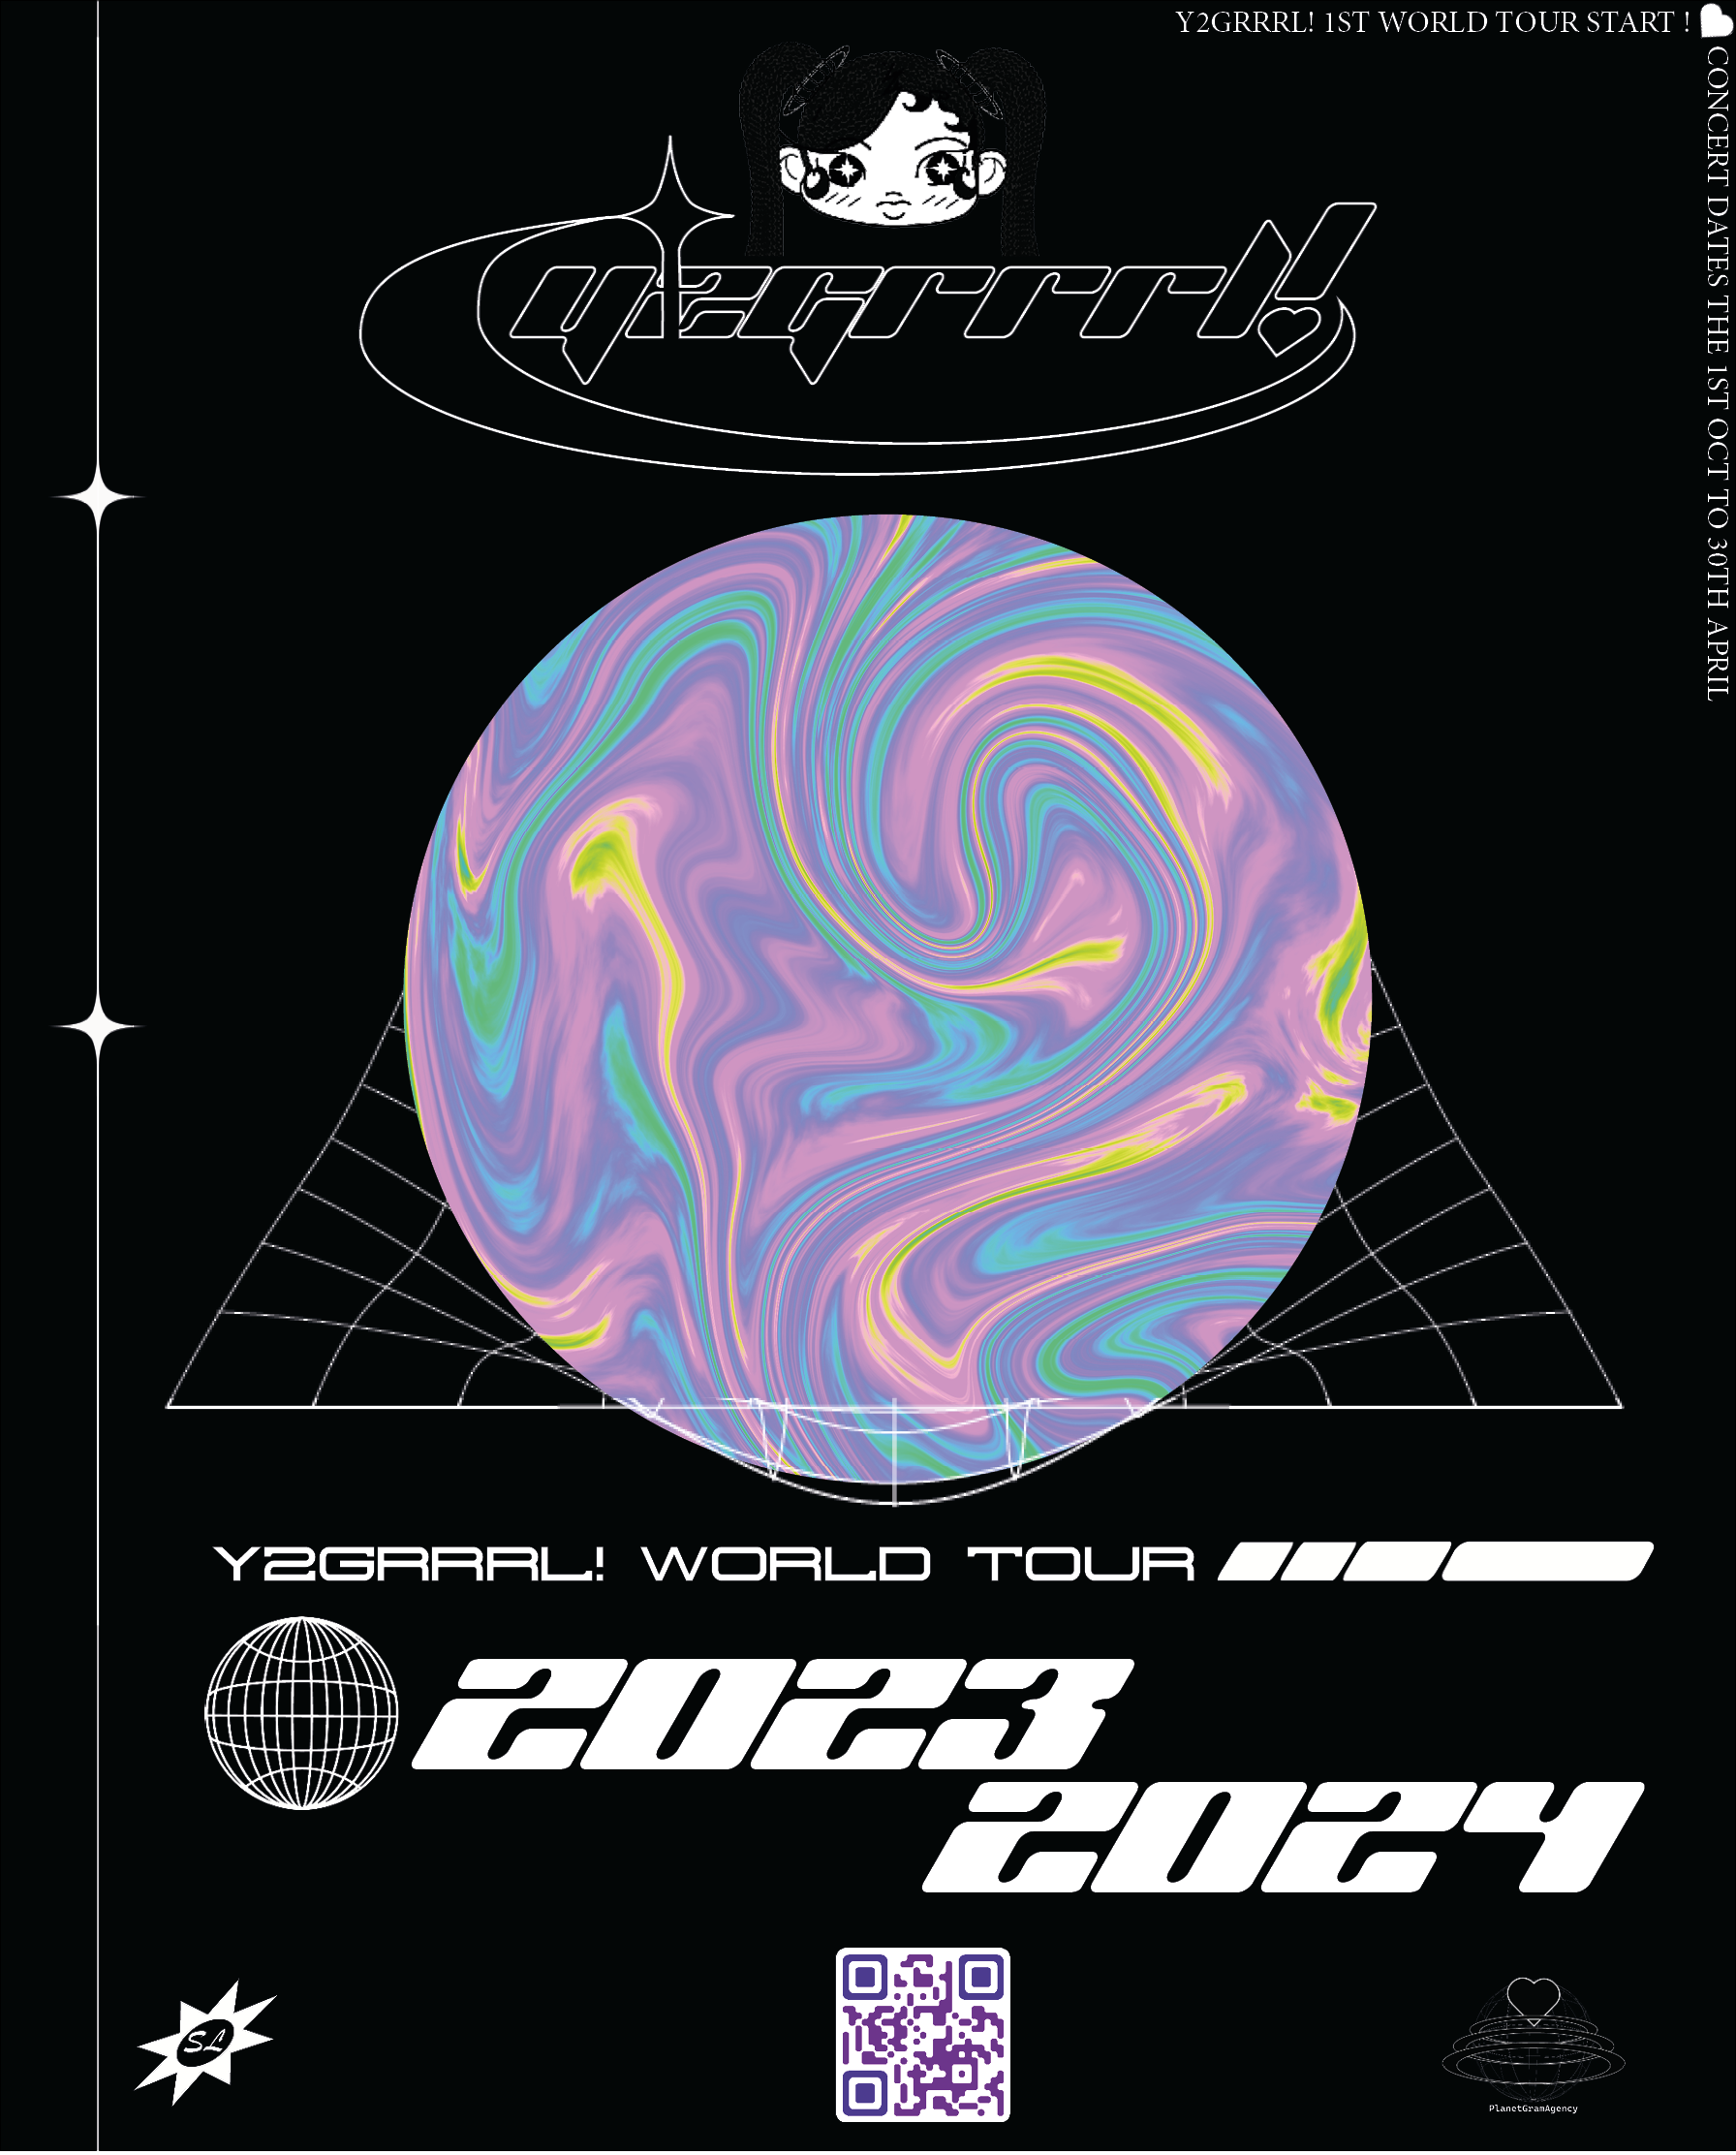 Y2GRRRL! 1ST WORLD TOUR START !
CONCERT DATES THE 1ST OCT TO 30TH APRIL
y2grrrl!
Y2GRRRL! WORLD TOUR
2023
2024
SL
PlanetGramAgency